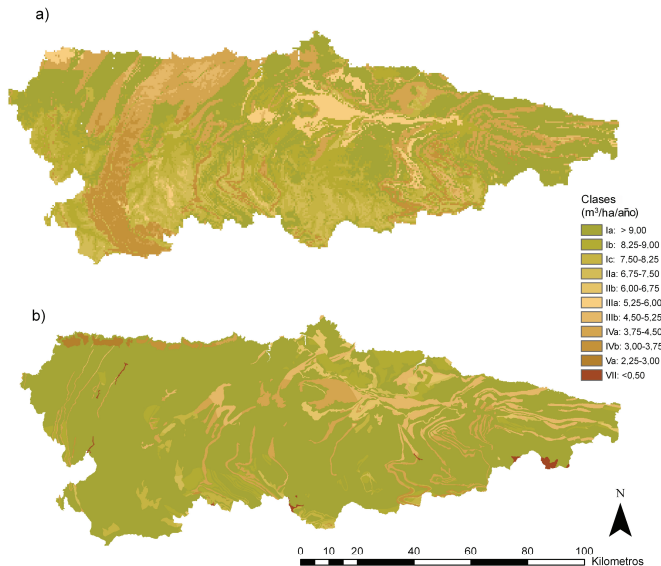 a)
Clases
(m³/ha/año)
Ia: > 9.00
Ib: 8.25-9.00
Ic: 7.50-8.25
IIa: 6.75-7.50
IIb: 6.00-6.75
IIIa: 5,25-6,00
IIIb: 4,50-5,25
IVa: 3,75-4,50
IVb: 3,00-3,75
Va: 2,25-3,00
VII: <0,50
b)
N
0 10 20 40 60 80 100
Kilometros